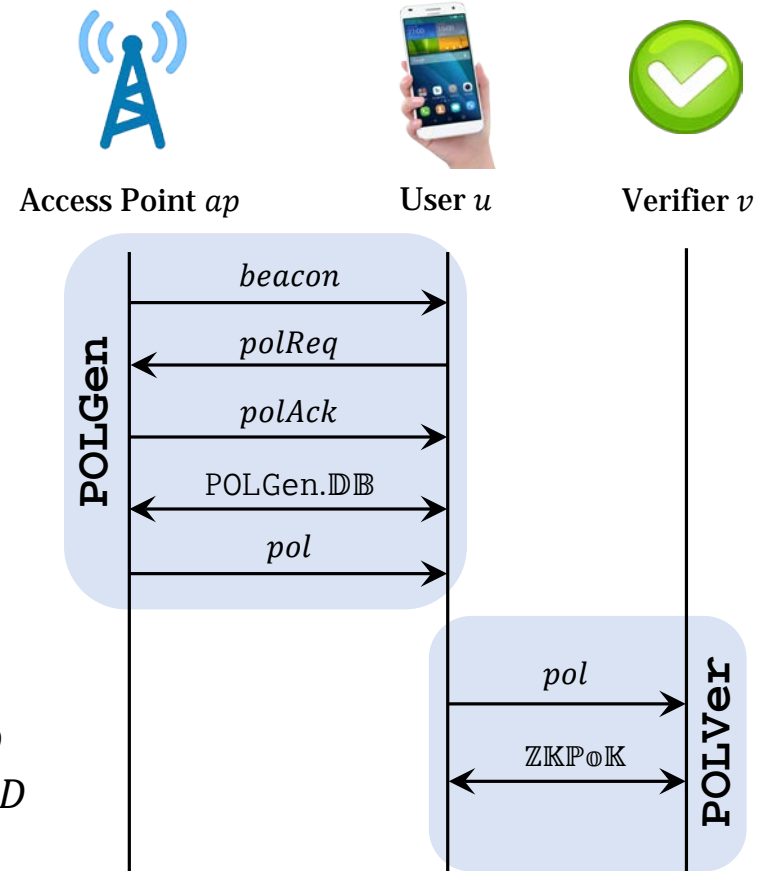 Access Point ap
User u
Verifier v
POLGen
beacon
polReq
polAck
POLGen.𝔻𝔹
pol
POLVer
pol
ℤ𝕂ℙ𝕠𝕂
D